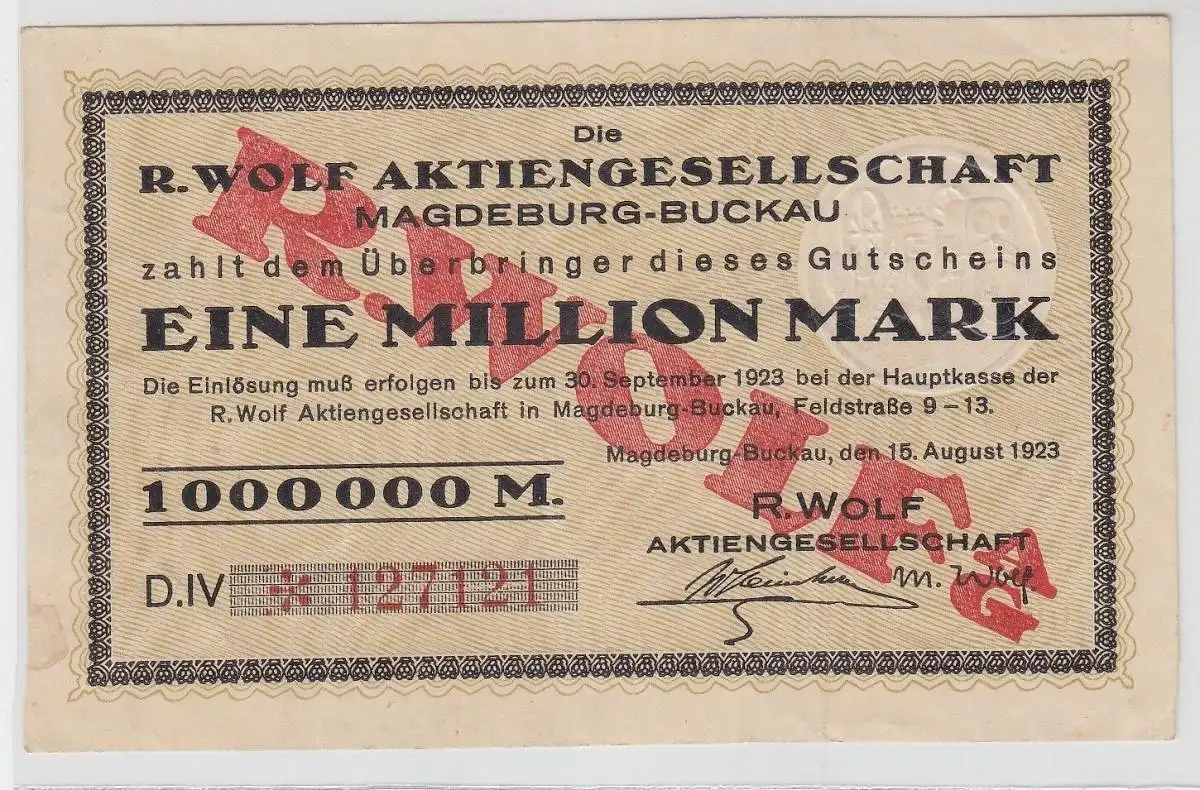 Die
R. WOLF AKTIENGESELLSCHAFT
MAGDEBURG-BUCKAU
zahlt dem Überbringer dieses Gutscheins
EINE MILLION MARK
Die Einlösung muß erfolgen bis zum 30. September 1923 bei der Hauptkasse der
R. Wolf Aktiengesellschaft in Magdeburg-Buckau, Feldstraße 9–13.
Magdeburg-Buckau, den 15. August 1923
1000000 M.
R. WOLF
AKTIENGESELLSCHAFT
D.IV * 127121
M. Wolf
R. WOLF A.G.